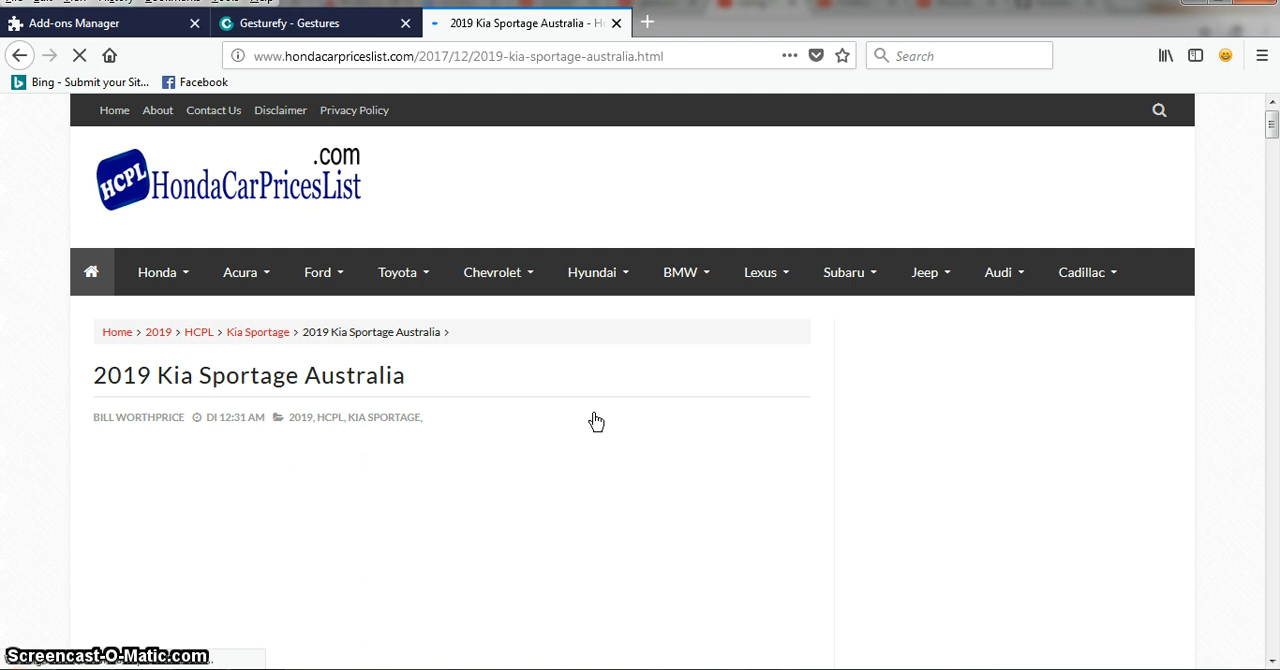 Add-ons Manager
Gesturefy - Gestures
2019 Kia Sportage Australia - H
www.hondacarpriceslist.com/2017/12/2019-kia-sportage-australia.html
Search
Bing - Submit your Sit...
Facebook
Home About Contact Us Disclaimer Privacy Policy
HCPL
.com
HondaCarPricesList
Honda Acura Ford Toyota Chevrolet Hyundai BMW Lexus Subaru Jeep Audi Cadillac
Home > 2019 > HCPL > Kia Sportage > 2019 Kia Sportage Australia >
2019 Kia Sportage Australia
BILL WORTHPRICE DI 12:31 AM 2019, HCPL, KIA SPORTAGE,
Screencast-O-Matic.com